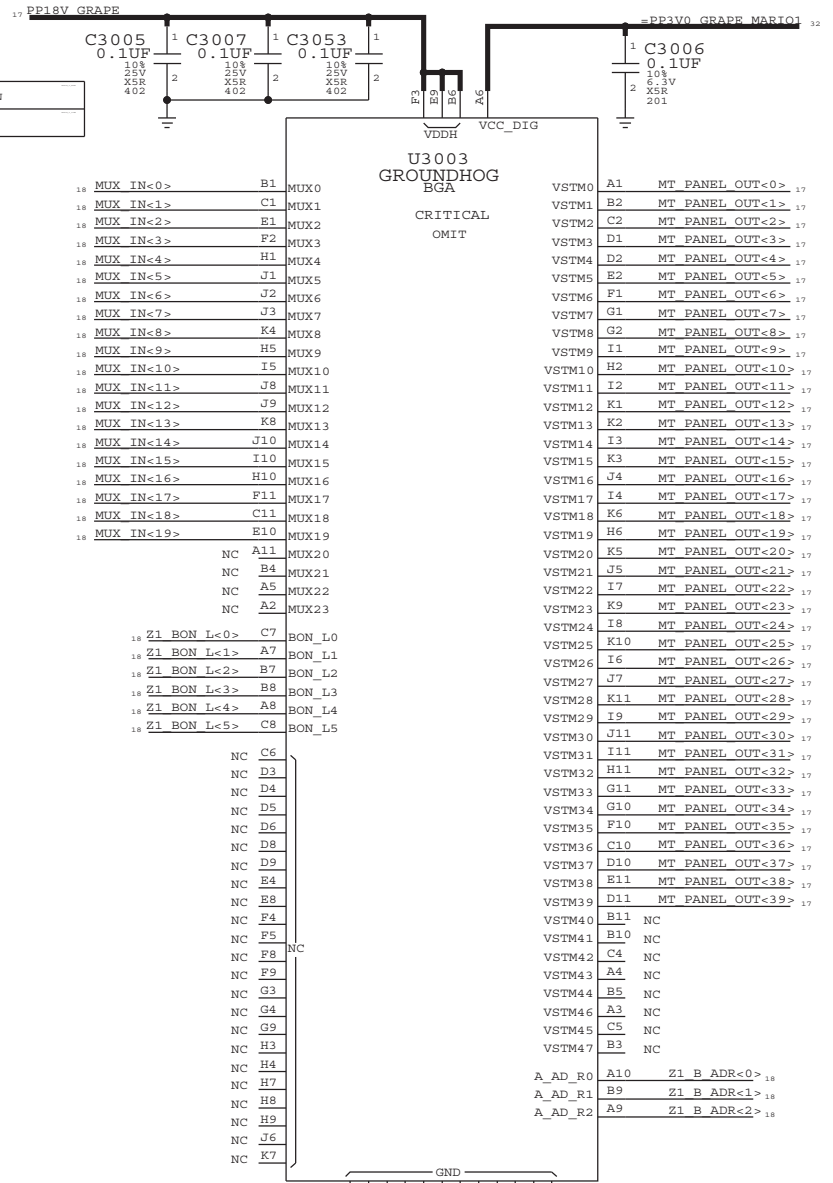 17 PP18V_GRAPE
=PP3V0_GRAPE_MARIO1 32
C3005
0.1UF
10%
25V
X5R
402
1
2
C3007
0.1UF
10%
25V
X5R
402
1
2
C3053
0.1UF
10%
25V
X5R
402
1
2
C3006
0.1UF
10%
6.3V
X5R
201
1
2
F3 E9 B6 A6
VDDH VCC_DIG
U3003
GROUNDHOG
BGA
CRITICAL
OMIT
18 MUX_IN<0> B1 MUX0
18 MUX_IN<1> C1 MUX1
18 MUX_IN<2> E1 MUX2
18 MUX_IN<3> F2 MUX3
18 MUX_IN<4> H1 MUX4
18 MUX_IN<5> J1 MUX5
18 MUX_IN<6> J2 MUX6
18 MUX_IN<7> J3 MUX7
18 MUX_IN<8> K4 MUX8
18 MUX_IN<9> H5 MUX9
18 MUX_IN<10> I5 MUX10
18 MUX_IN<11> J8 MUX11
18 MUX_IN<12> J9 MUX12
18 MUX_IN<13> K8 MUX13
18 MUX_IN<14> J10 MUX14
18 MUX_IN<15> I10 MUX15
18 MUX_IN<16> H10 MUX16
18 MUX_IN<17> F11 MUX17
18 MUX_IN<18> C11 MUX18
18 MUX_IN<19> E10 MUX19
NC A11 MUX20
NC B4 MUX21
NC A5 MUX22
NC A2 MUX23
18 Z1_BON_L<0> C7 BON_L0
18 Z1_BON_L<1> A7 BON_L1
18 Z1_BON_L<2> B7 BON_L2
18 Z1_BON_L<3> B8 BON_L3
18 Z1_BON_L<4> A8 BON_L4
18 Z1_BON_L<5> C8 BON_L5
NC C6
NC D3
NC D4
NC D5
NC D6
NC D8
NC D9
NC E4
NC E8
NC F4
NC F5
NC
NC F8
NC F9
NC G3
NC G4
NC G9
NC H3
NC H4
NC H7
NC H8
NC H9
NC J6
NC K7
VSTM0 A1 MT_PANEL_OUT<0> 17
VSTM1 B2 MT_PANEL_OUT<1> 17
VSTM2 C2 MT_PANEL_OUT<2> 17
VSTM3 D1 MT_PANEL_OUT<3> 17
VSTM4 D2 MT_PANEL_OUT<4> 17
VSTM5 E2 MT_PANEL_OUT<5> 17
VSTM6 F1 MT_PANEL_OUT<6> 17
VSTM7 G1 MT_PANEL_OUT<7> 17
VSTM8 G2 MT_PANEL_OUT<8> 17
VSTM9 I1 MT_PANEL_OUT<9> 17
VSTM10 H2 MT_PANEL_OUT<10> 17
VSTM11 I2 MT_PANEL_OUT<11> 17
VSTM12 K1 MT_PANEL_OUT<12> 17
VSTM13 K2 MT_PANEL_OUT<13> 17
VSTM14 I3 MT_PANEL_OUT<14> 17
VSTM15 K3 MT_PANEL_OUT<15> 17
VSTM16 J4 MT_PANEL_OUT<16> 17
VSTM17 I4 MT_PANEL_OUT<17> 17
VSTM18 K6 MT_PANEL_OUT<18> 17
VSTM19 H6 MT_PANEL_OUT<19> 17
VSTM20 K5 MT_PANEL_OUT<20> 17
VSTM21 J5 MT_PANEL_OUT<21> 17
VSTM22 I7 MT_PANEL_OUT<22> 17
VSTM23 K9 MT_PANEL_OUT<23> 17
VSTM24 I8 MT_PANEL_OUT<24> 17
VSTM25 K10 MT_PANEL_OUT<25> 17
VSTM26 I6 MT_PANEL_OUT<26> 17
VSTM27 J7 MT_PANEL_OUT<27> 17
VSTM28 K11 MT_PANEL_OUT<28> 17
VSTM29 I9 MT_PANEL_OUT<29> 17
VSTM30 J11 MT_PANEL_OUT<30> 17
VSTM31 I11 MT_PANEL_OUT<31> 17
VSTM32 H11 MT_PANEL_OUT<32> 17
VSTM33 G11 MT_PANEL_OUT<33> 17
VSTM34 G10 MT_PANEL_OUT<34> 17
VSTM35 F10 MT_PANEL_OUT<35> 17
VSTM36 C10 MT_PANEL_OUT<36> 17
VSTM37 D10 MT_PANEL_OUT<37> 17
VSTM38 E11 MT_PANEL_OUT<38> 17
VSTM39 D11 MT_PANEL_OUT<39> 17
VSTM40 B11 NC
VSTM41 B10 NC
VSTM42 C4 NC
VSTM43 A4 NC
VSTM44 B5 NC
VSTM46 A3 NC
VSTM45 C5 NC
VSTM47 B3 NC
A_AD_R0 A10 Z1_B_ADR<0> 18
A_AD_R1 B9 Z1_B_ADR<1> 18
A_AD_R2 A9 Z1_B_ADR<2> 18
GND